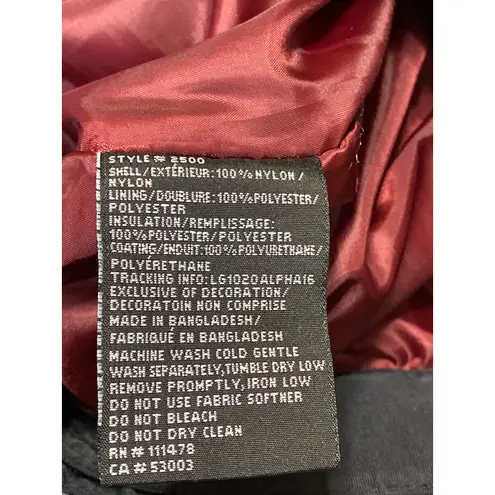 STYLE # 2500
SHELL/EXTÉRIEUR:100%NYLON/
NYLON
LINING/DOUBLURE:100%POLYESTER/
POLYESTER
INSULATION/REMPLISSAGE:
100%POLYESTER/POLYESTER
COATING/ENDUIT:100%POLYURETHANE/
POLYÉRETHANE
TRACKING INFO:LG1020ALPHA16
EXCLUSIVE OF DECORATION/
DECORATOIN NON COMPRISE
MADE IN BANGLADESH/
FABRIQUÉ EN BANGLADESH
MACHINE WASH COLD GENTLE
WASH SEPARATELY,TUMBLE DRY LOW
REMOVE PROMPTLY, IRON LOW
DO NOT USE FABRIC SOFTNER
DO NOT BLEACH
DO NOT DRY CLEAN
RN # 111478
CA # 53003